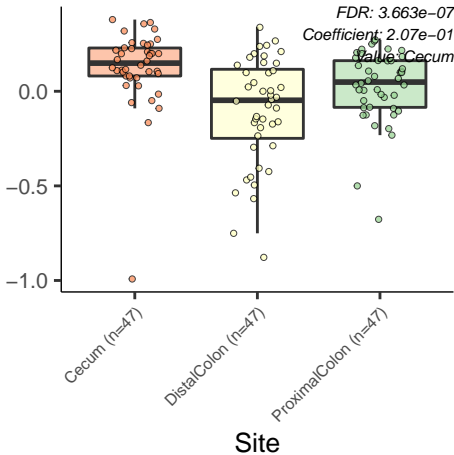 FDR: 3.663e−07
Coefficient: 2.07e−01
Value: Cecum
0.0
−0.5
−1.0
Cecum (n=47)
DistalColon (n=47)
ProximalColon (n=47)
Site